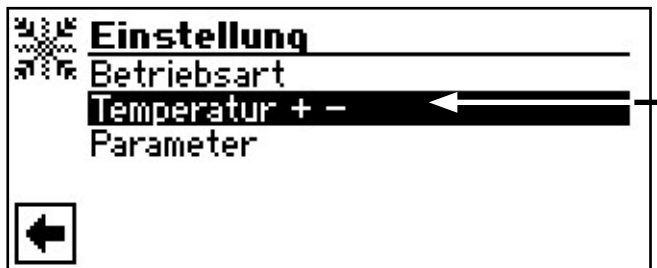 Einstellung
Betriebsart
Temperatur + −
Parameter